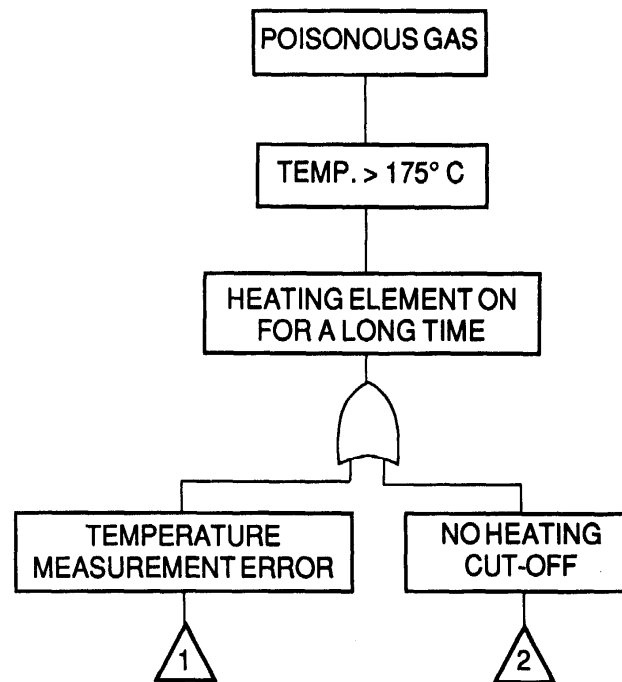 POISONOUS GAS
TEMP. > 175° C
HEATING ELEMENT ON
FOR A LONG TIME
TEMPERATURE
MEASUREMENT ERROR
NO HEATING
CUT-OFF
1
2